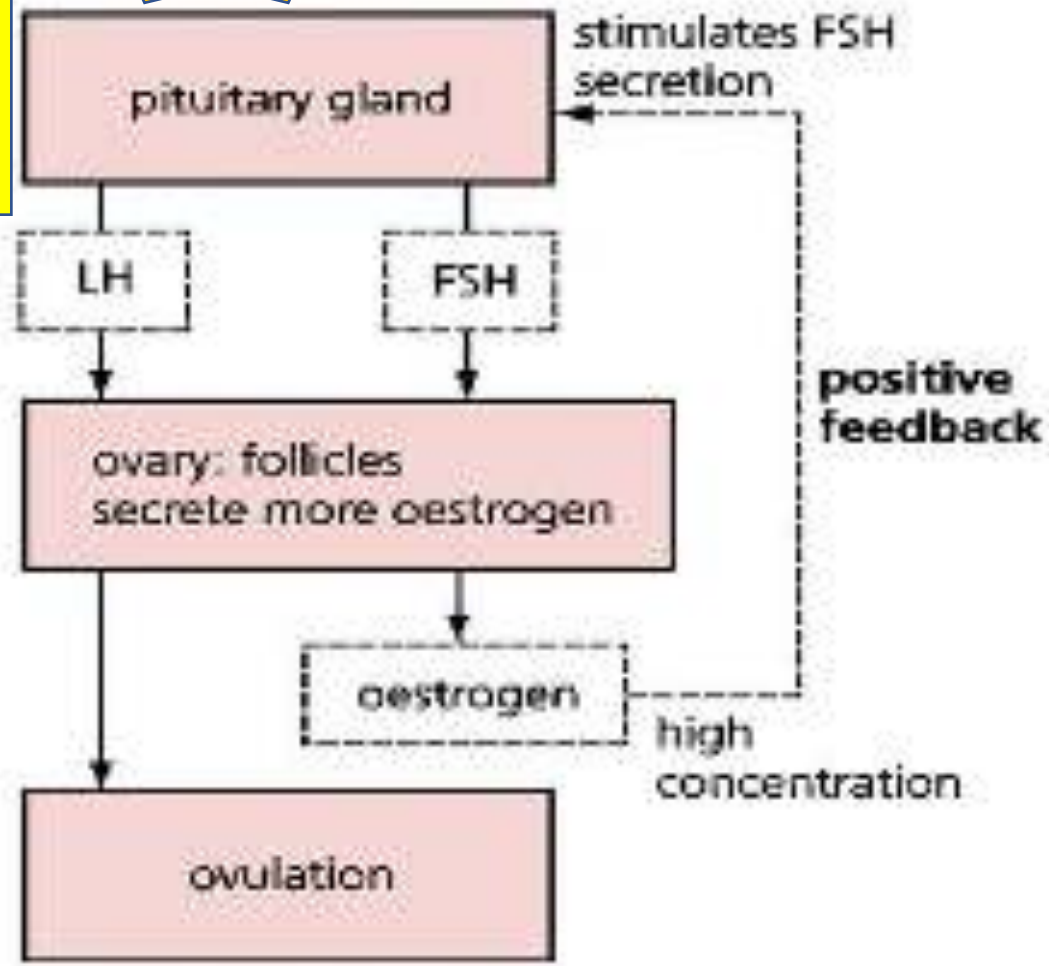 stimulates FSH
secretion
pituitary gland
LH
FSH
positive
feedback
ovary: follicles
secrete more oestrogen
oestrogen
high
concentration
ovulation